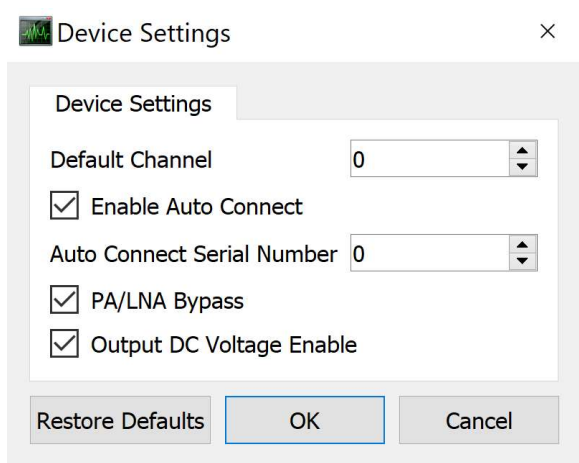 Device Settings
Device Settings
Default Channel 0
Enable Auto Connect
Auto Connect Serial Number 0
PA/LNA Bypass
Output DC Voltage Enable
Restore Defaults OK Cancel